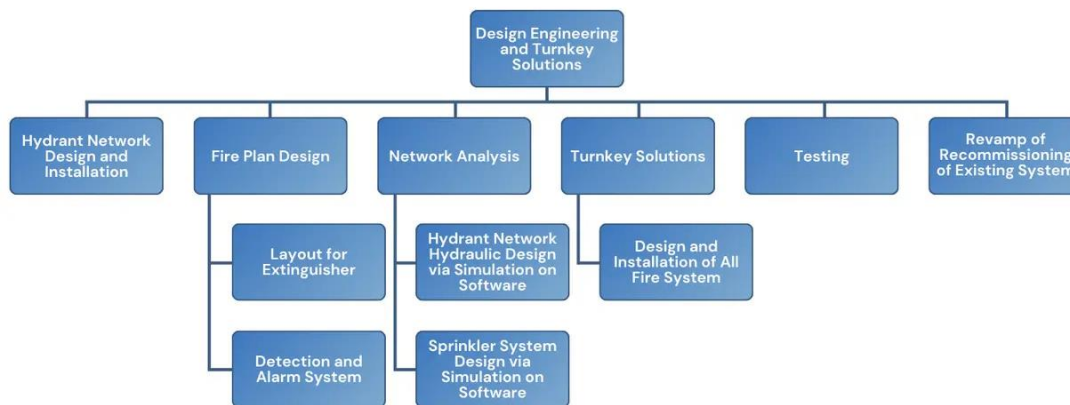 Design Engineering
and Turnkey
Solutions
Hydrant Network
Design and
Installation
Fire Plan Design
Network Analysis
Turnkey Solutions
Testing
Revamp of
Recommissioning
of Existing System
Layout for
Extinguisher
Hydrant Network
Hydraulic Design
via Simulation on
Software
Design and
Installation of All
Fire System
Detection and
Alarm System
Sprinkler System
Design via
Simulation on
Software